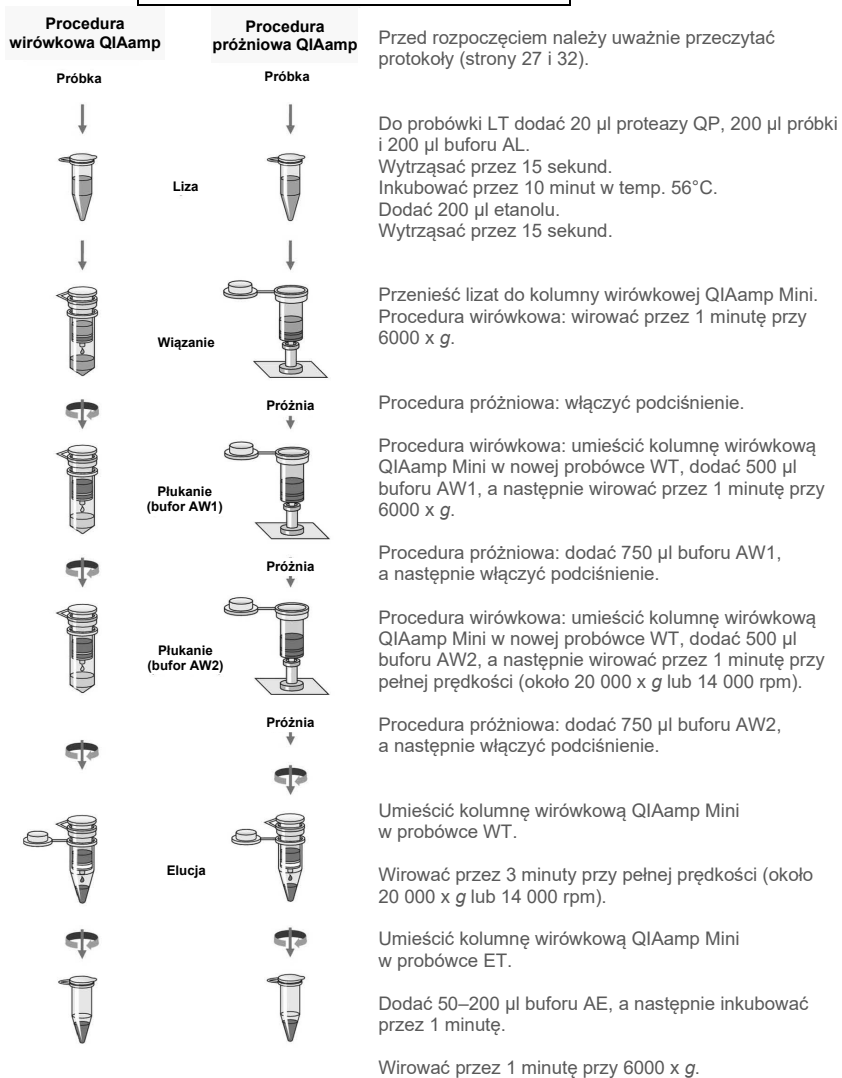 Procedura
wirówkowa QIAamp
Procedura
próżniowa QIAamp
Próbka
Próbka
Liza
Wiązanie
Próżnia
Płukanie
(bufor AW1)
Próżnia
Płukanie
(bufor AW2)
Próżnia
Elucja
Przed rozpoczęciem należy uważnie przeczytać
protokoły (strony 27 i 32).
Do probówki LT dodać 20 µl proteazy QP, 200 µl próbki
i 200 µl buforu AL.
Wytrząsać przez 15 sekund.
Inkubować przez 10 minut w temp. 56°C.
Dodać 200 µl etanolu.
Wytrząsać przez 15 sekund.
Przenieść lizat do kolumny wirówkowej QIAamp Mini.
Procedura wirówkowa: wirować przez 1 minutę przy
6000 x g.
Procedura próżniowa: włączyć podciśnienie.
Procedura wirówkowa: umieścić kolumnę wirówkową
QIAamp Mini w nowej probówce WT, dodać 500 µl
buforu AW1, a następnie wirować przez 1 minutę przy
6000 x g.
Procedura próżniowa: dodać 750 µl buforu AW1,
a następnie włączyć podciśnienie.
Procedura wirówkowa: umieścić kolumnę wirówkową
QIAamp Mini w nowej probówce WT, dodać 500 µl
buforu AW2, a następnie wirować przez 1 minutę przy
pełnej prędkości (około 20 000 x g lub 14 000 rpm).
Procedura próżniowa: dodać 750 µl buforu AW2,
a następnie włączyć podciśnienie.
Umieścić kolumnę wirówkową QIAamp Mini
w probówce WT.
Wirować przez 3 minuty przy pełnej prędkości (około
20 000 x g lub 14 000 rpm).
Umieścić kolumnę wirówkową QIAamp Mini
w probówce ET.
Dodać 50–200 µl buforu AE, a następnie inkubować
przez 1 minutę.
Wirować przez 1 minutę przy 6000 x g.